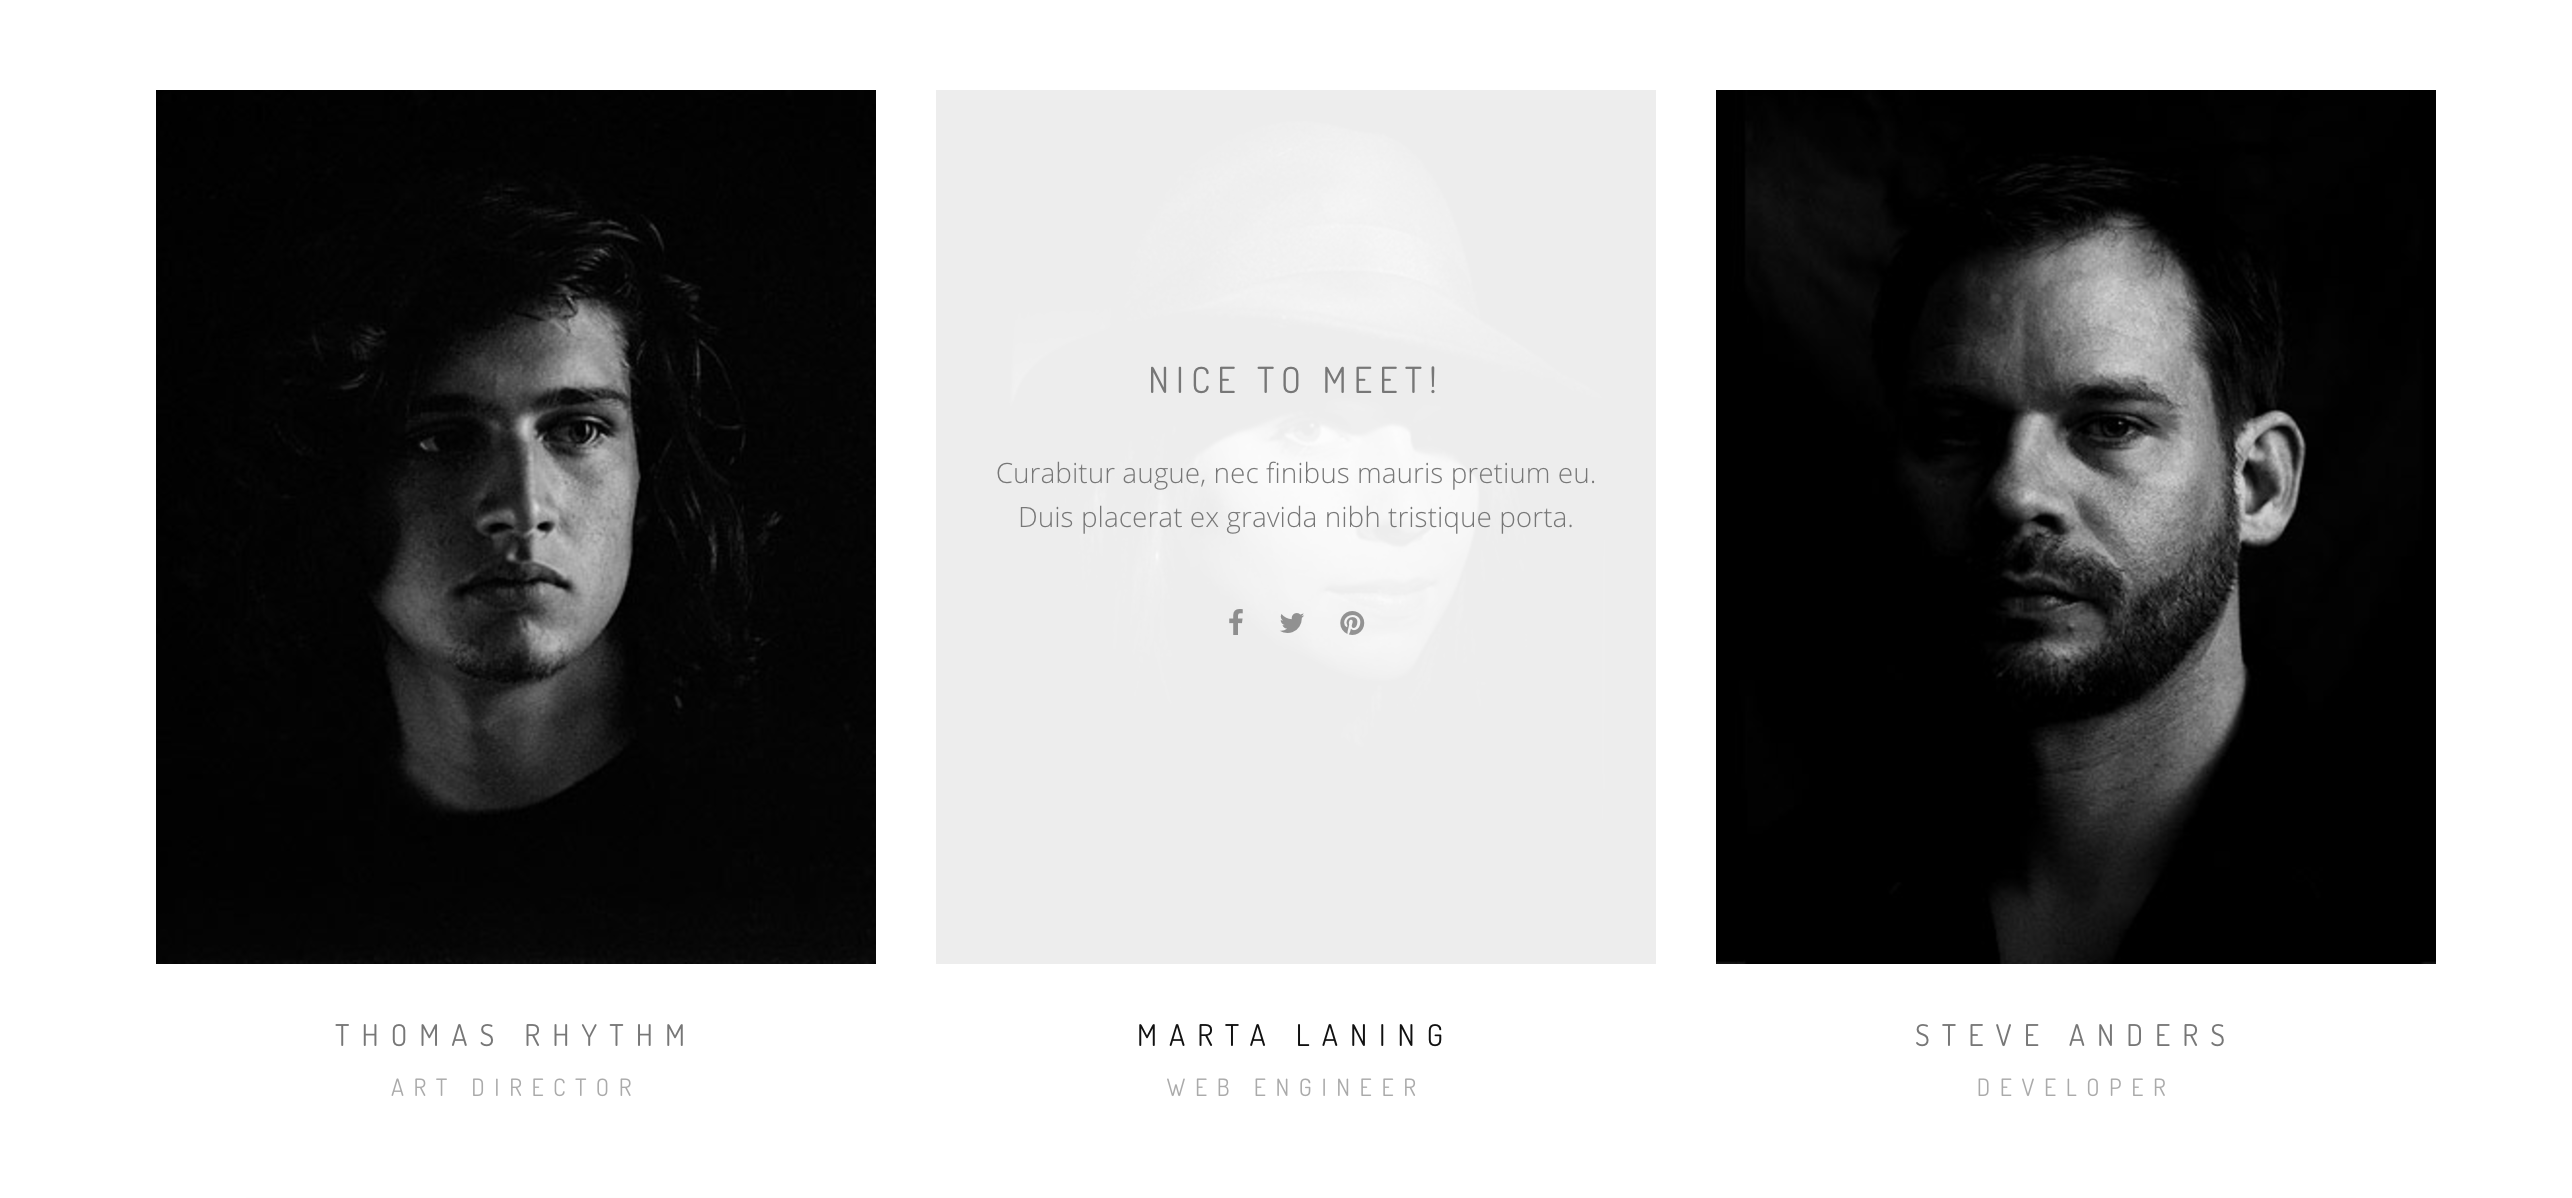 NICE TO MEET!
Curabitur augue, nec finibus mauris pretium eu.
Duis placerat ex gravida nibh tristique porta.
THOMAS RHYTHM
ART DIRECTOR
MARTA LANING
WEB ENGINEER
STEVE ANDERS
DEVELOPER